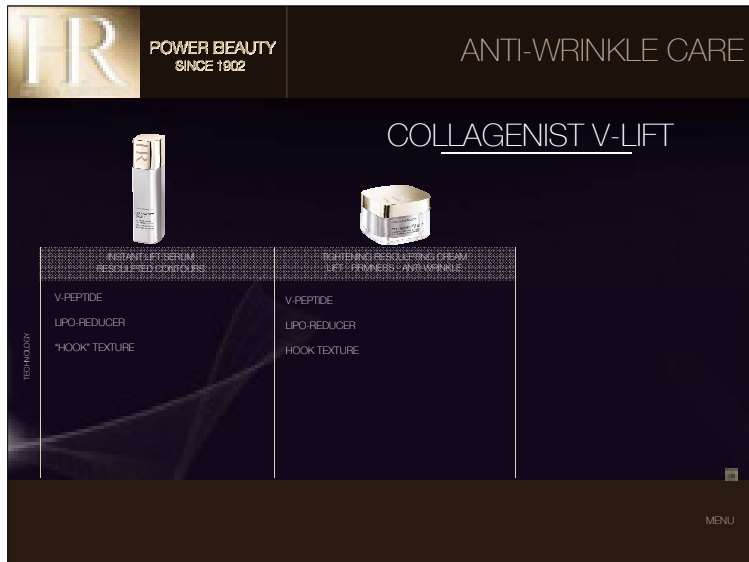 HR
POWER BEAUTY
SINCE 1902
ANTI-WRINKLE CARE
COLLAGENIST V-LIFT
INSTANT LIFT SERUM
RESCULPTED CONTOURS
TIGHTENING RESCULPTING CREAM
LIFT - FIRMNESS - ANTI-WRINKLE
TECHNOLOGY
V-PEPTIDE
LIPO-REDUCER
“HOOK” TEXTURE
V-PEPTIDE
LIPO-REDUCER
HOOK TEXTURE
MENU